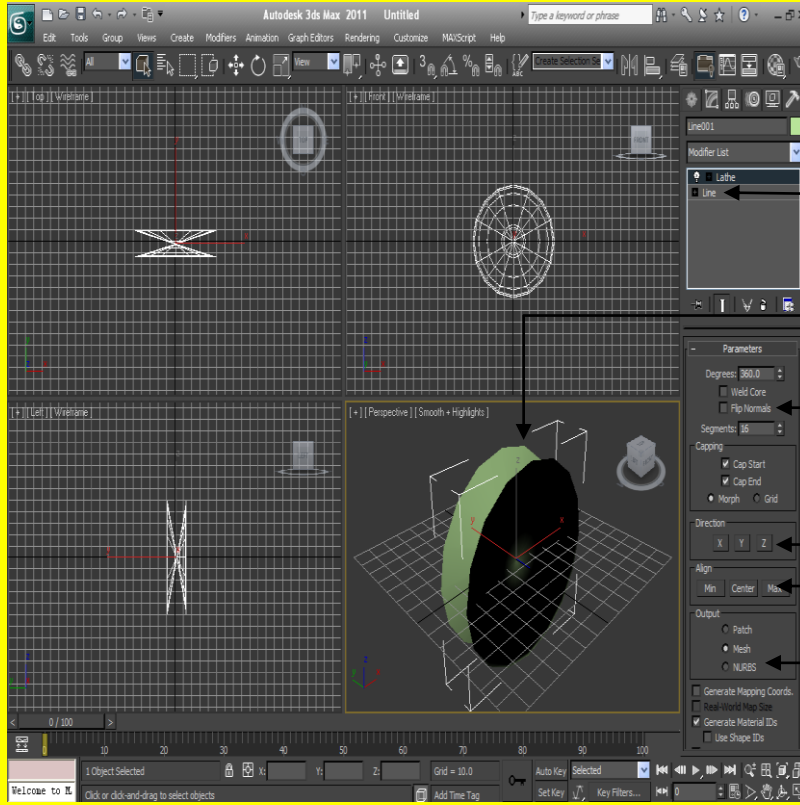 Autodesk 3ds Max 2011 Untitled
Type a keyword or phrase
Edit Tools Group Views Create Modifiers Animation Graph Editors Rendering Customize MAXScript Help
All
View
3
Create Selection Se
[ + ] [ Top ] [ Wireframe ]
[ + ] [ Front ] [ Wireframe ]
TOP
FRONT
Line001
Modifier List
Lathe
Line
Parameters
Degrees: 360.0
Weld Core
Flip Normals
Segments: 16
Capping
Cap Start
Cap End
Morph Grid
Direction
X Y Z
Align
Min Center Max
Output
Patch
Mesh
NURBS
Generate Mapping Coords.
Real-World Map Size
Generate Material IDs
Use Shape IDs
[ + ] [ Left ] [ Wireframe ]
[ + ] [ Perspective ] [ Smooth + Highlights ]
z
y
x
< 0 / 100 >
0 10 20 30 40 50 60 70 80 90 100
1 Object Selected
X: Y: Z:
Grid = 10.0
Auto Key Selected
Welcome to M
Click or click-and-drag to select objects
Add Time Tag
Set Key
Key Filters...
0